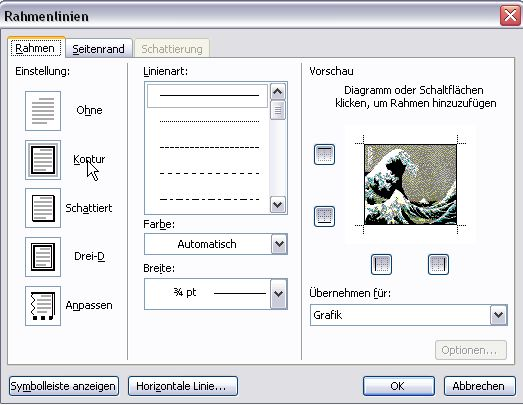 Rahmenlinien
Rahmen Seitenrand Schattierung
Einstellung:
Ohne
Kontur
Schattiert
Drei-D
Anpassen
Linienart:
Farbe:
Automatisch
Breite:
¾ pt
Vorschau
Diagramm oder Schaltflächen
klicken, um Rahmen hinzuzufügen
Übernehmen für:
Grafik
Optionen...
Symbolleiste anzeigen Horizontale Linie... OK Abbrechen